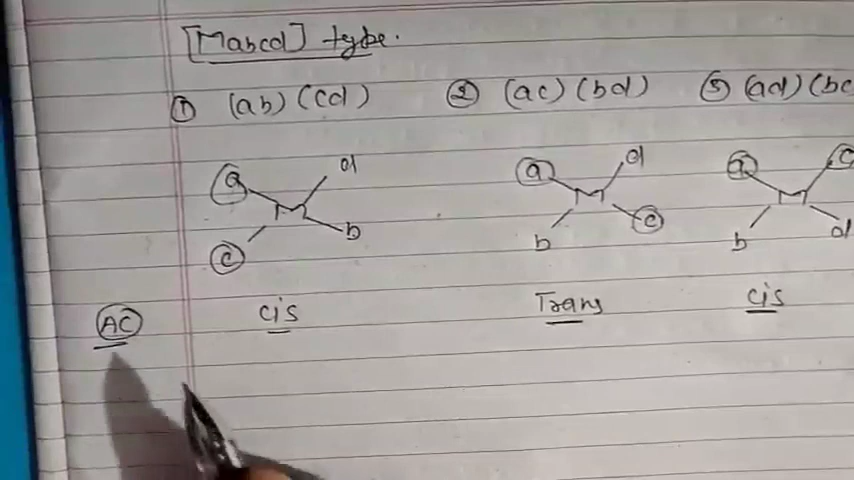 [Mabcd] type.
① (ab) (cd) ② (ac) (bd) ③ (ad) (bc
a d a d a c
M M M
c b b c b d
AC cis Trans cis